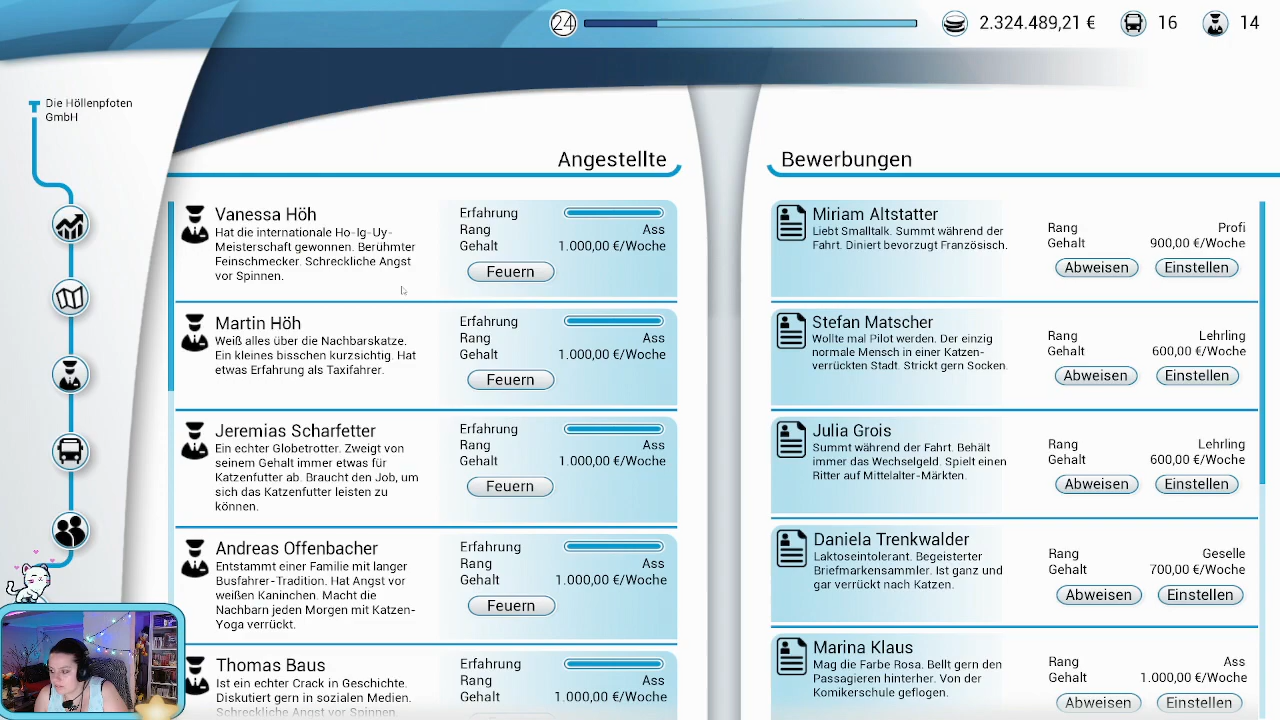 24
2.324.489,21 €
16
14
Die Höllenpfoten
GmbH
Angestellte
Vanessa Höh
Hat die internationale Ho-Ig-Uy-
Meisterschaft gewonnen. Berühmter
Feinschmecker. Schreckliche Angst
vor Spinnen.
Erfahrung
Rang Ass
Gehalt 1.000,00 €/Woche
Feuern
Martin Höh
Weiß alles über die Nachbarskatze.
Ein kleines bisschen kurzsichtig. Hat
etwas Erfahrung als Taxifahrer.
Erfahrung
Rang Ass
Gehalt 1.000,00 €/Woche
Feuern
Jeremias Scharfetter
Ein echter Globetrotter. Zweigt von
seinem Gehalt immer etwas für
Katzenfutter ab. Braucht den Job, um
sich das Katzenfutter leisten zu
können.
Erfahrung
Rang Ass
Gehalt 1.000,00 €/Woche
Feuern
Andreas Offenbacher
Entstammt einer Familie mit langer
Busfahrer-Tradition. Hat Angst vor
weißen Kaninchen. Macht die
Nachbarn jeden Morgen mit Katzen-
Yoga verrückt.
Erfahrung
Rang Ass
Gehalt 1.000,00 €/Woche
Feuern
Thomas Baus
Ist ein echter Crack in Geschichte.
Diskutiert gern in sozialen Medien.
Schreckliche Angst vor Spinnen
Erfahrung
Rang Ass
Gehalt 1.000,00 €/Woche
Bewerbungen
Miriam Altstatter
Liebt Smalltalk. Summt während der
Fahrt. Diniert bevorzugt Französisch.
Rang Profi
Gehalt 900,00 €/Woche
Abweisen Einstellen
Stefan Matscher
Wollte mal Pilot werden. Der einzig
normale Mensch in einer Katzen-
verrückten Stadt. Strickt gern Socken.
Rang Lehrling
Gehalt 600,00 €/Woche
Abweisen Einstellen
Julia Grois
Summt während der Fahrt. Behält
immer das Wechselgeld. Spielt einen
Ritter auf Mittelalter-Märkten.
Rang Lehrling
Gehalt 600,00 €/Woche
Abweisen Einstellen
Daniela Trenkwalder
Laktoseintolerant. Begeisterter
Briefmarkensammler. Ist ganz und
gar verrückt nach Katzen.
Rang Geselle
Gehalt 700,00 €/Woche
Abweisen Einstellen
Marina Klaus
Mag die Farbe Rosa. Bellt gern den
Passagieren hinterher. Von der
Komikerschule geflogen.
Rang Ass
Gehalt 1.000,00 €/Woche
Abweisen Einstellen